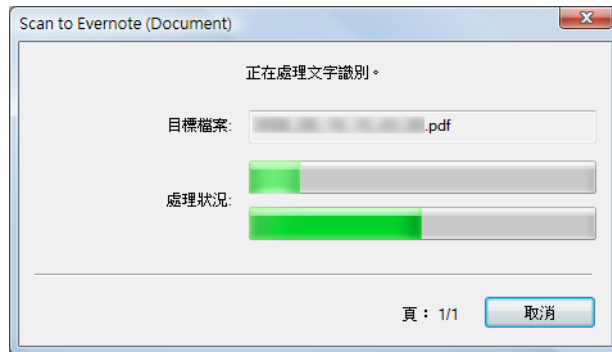 Scan to Evernote (Document)
正在處理文字識別。
目標檔案: .pdf
處理狀況:
頁：1/1 取消